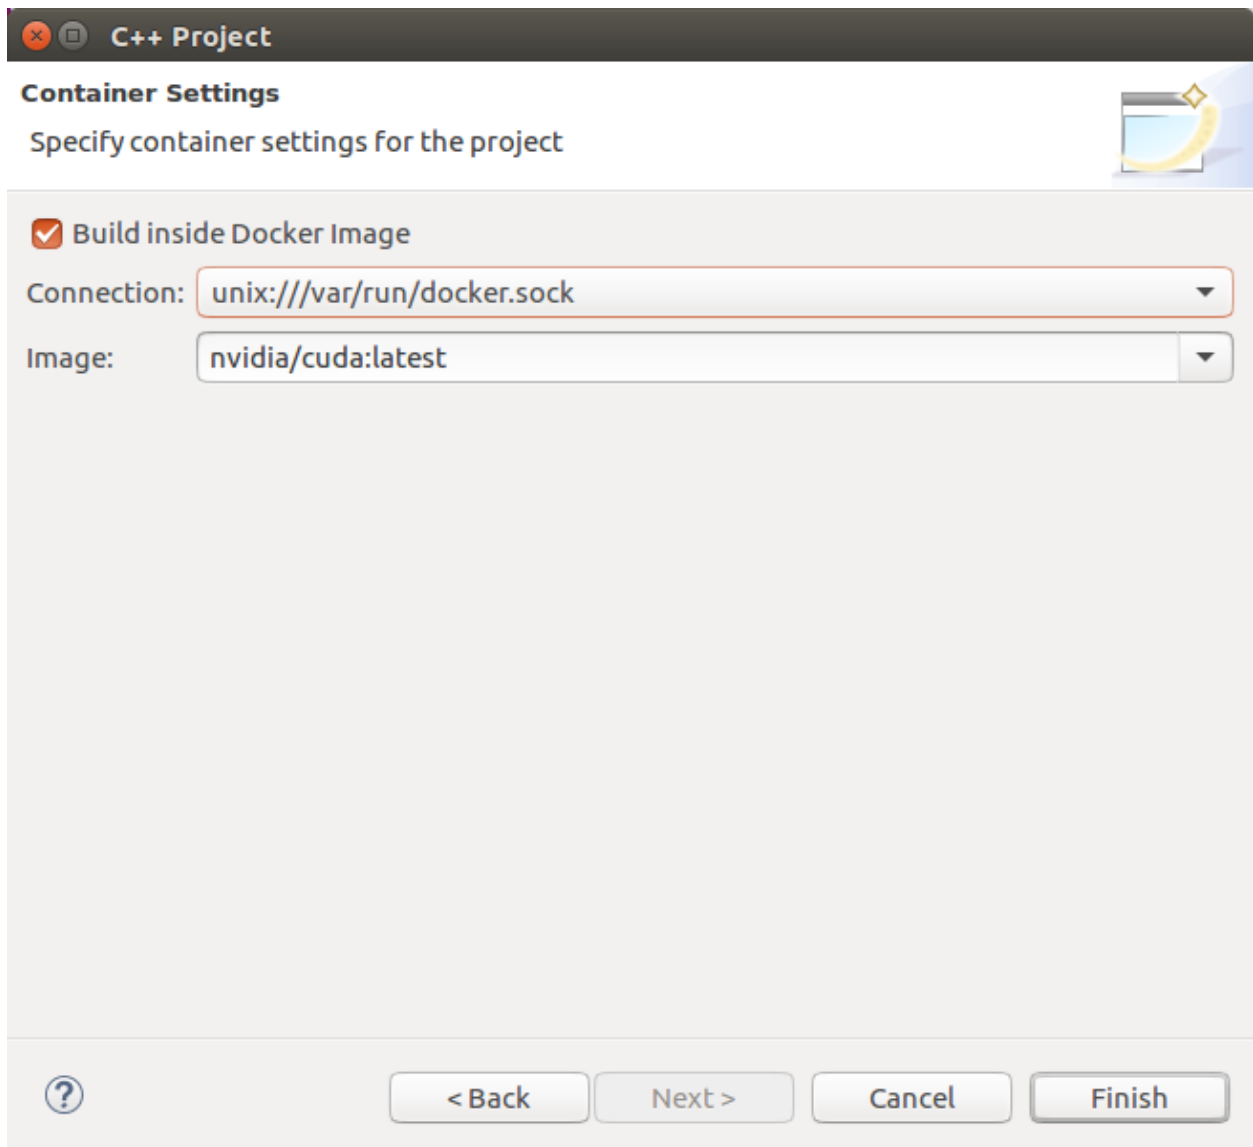 C++ Project
Container Settings
Specify container settings for the project
Build inside Docker Image
Connection: unix:///var/run/docker.sock
Image: nvidia/cuda:latest
? < Back Next > Cancel Finish